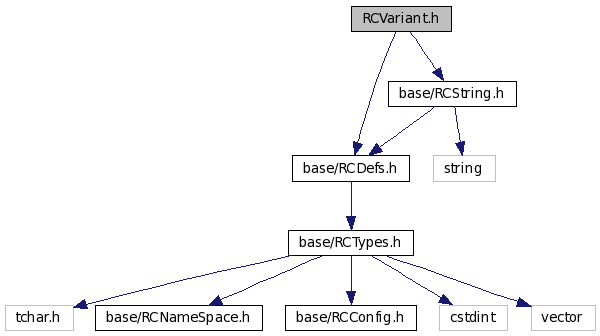 RCVariant.h
base/RCString.h
base/RCDefs.h
string
base/RCTypes.h
tchar.h
base/RCNameSpace.h
base/RCConfig.h
cstdint
vector